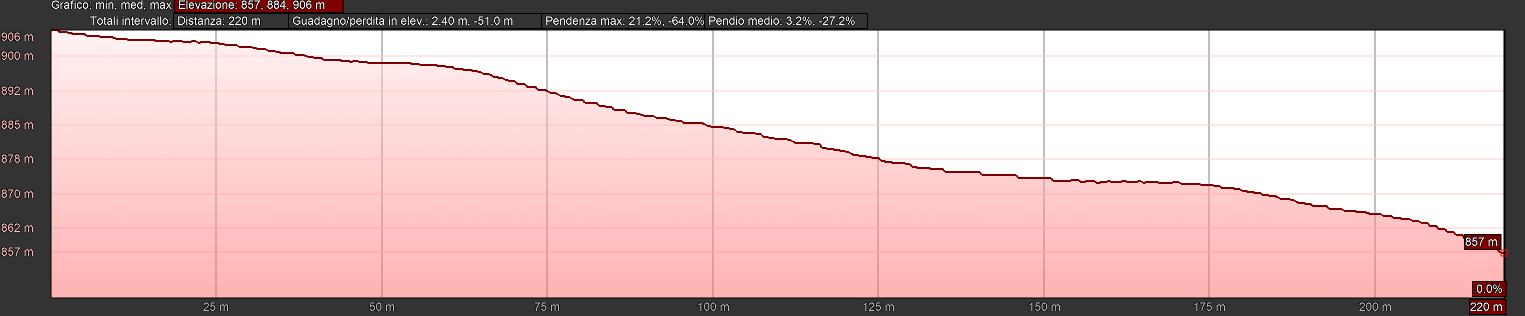 Grafico: min, med, max Elevazione: 857, 884, 906 m
Totali intervallo: Distanza: 220 m Guadagno/perdita in elev.: 2.40 m, -51.0 m Pendenza max: 21.2%, -64.0% Pendio medio: 3.2%, -27.2%
906 m
900 m
892 m
885 m
878 m
870 m
862 m
857 m
857 m
0.0%
25 m 50 m 75 m 100 m 125 m 150 m 175 m 200 m 220 m